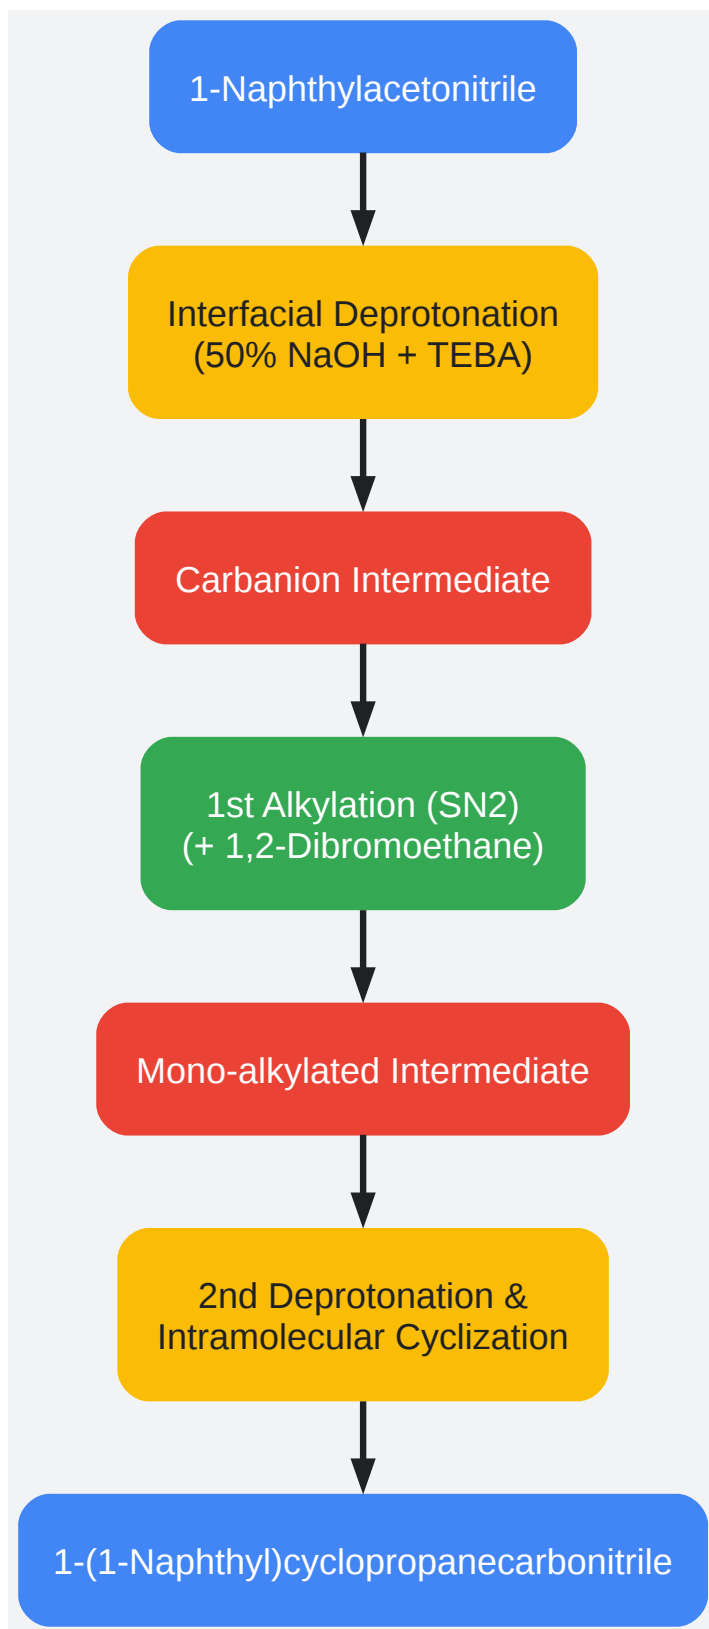 1-Naphthylacetonitrile
Interfacial Deprotonation
(50% NaOH + TEBA)
Carbanion Intermediate
1st Alkylation (SN2)
(+ 1,2-Dibromoethane)
Mono-alkylated Intermediate
2nd Deprotonation &
Intramolecular Cyclization
1-(1-Naphthyl)cyclopropanecarbonitrile